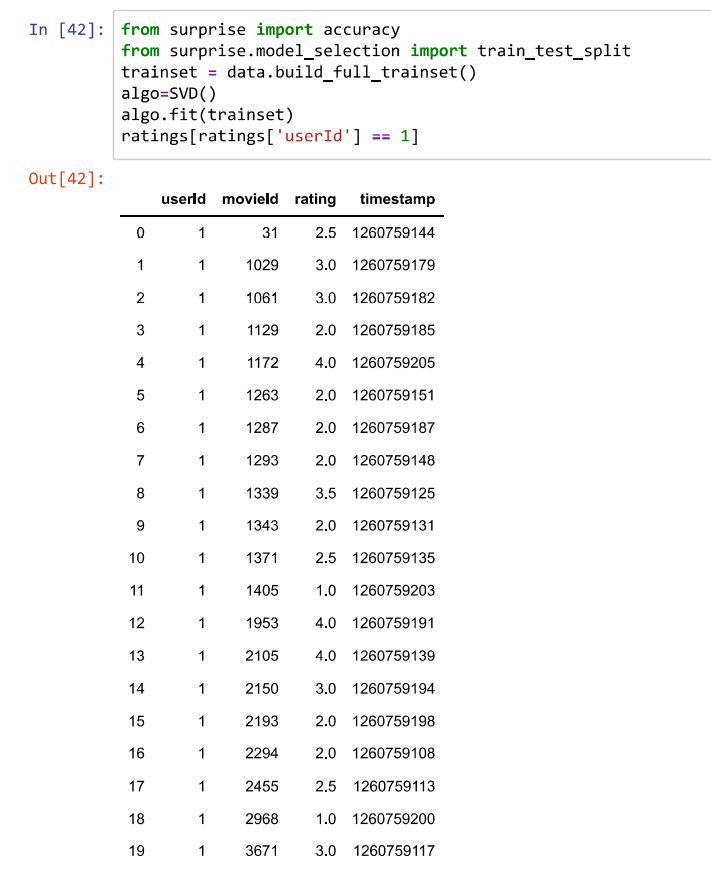 In [42]: from surprise import accuracy
from surprise.model_selection import train_test_split
trainset = data.build_full_trainset()
algo=SVD()
algo.fit(trainset)
ratings[ratings['userId'] == 1]
Out[42]:
userId movieId rating timestamp
0 1 31 2.5 1260759144
1 1 1029 3.0 1260759179
2 1 1061 3.0 1260759182
3 1 1129 2.0 1260759185
4 1 1172 4.0 1260759205
5 1 1263 2.0 1260759151
6 1 1287 2.0 1260759187
7 1 1293 2.0 1260759148
8 1 1339 3.5 1260759125
9 1 1343 2.0 1260759131
10 1 1371 2.5 1260759135
11 1 1405 1.0 1260759203
12 1 1953 4.0 1260759191
13 1 2105 4.0 1260759139
14 1 2150 3.0 1260759194
15 1 2193 2.0 1260759198
16 1 2294 2.0 1260759108
17 1 2455 2.5 1260759113
18 1 2968 1.0 1260759200
19 1 3671 3.0 1260759117